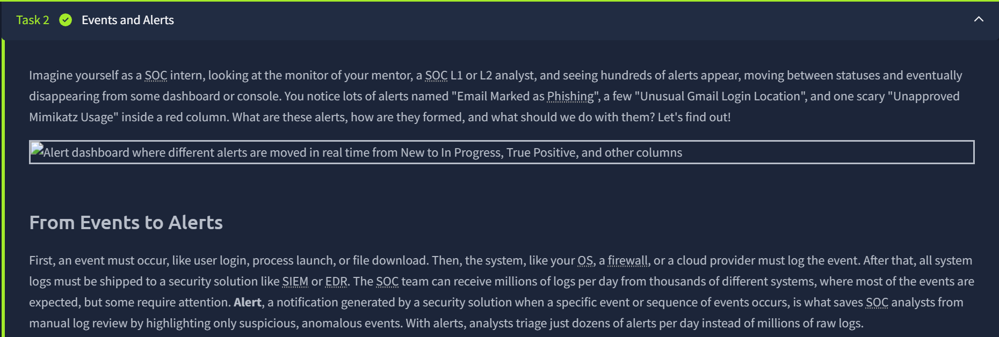 Task 2 Events and Alerts
Imagine yourself as a SOC intern, looking at the monitor of your mentor, a SOC L1 or L2 analyst, and seeing hundreds of alerts appear, moving between statuses and eventually
disappearing from some dashboard or console. You notice lots of alerts named "Email Marked as Phishing", a few "Unusual Gmail Login Location", and one scary "Unapproved
Mimikatz Usage" inside a red column. What are these alerts, how are they formed, and what should we do with them? Let's find out!
Alert dashboard where different alerts are moved in real time from New to In Progress, True Positive, and other columns
From Events to Alerts
First, an event must occur, like user login, process launch, or file download. Then, the system, like your OS, a firewall, or a cloud provider must log the event. After that, all system
logs must be shipped to a security solution like SIEM or EDR. The SOC team can receive millions of logs per day from thousands of different systems, where most of the events are
expected, but some require attention. Alert, a notification generated by a security solution when a specific event or sequence of events occurs, is what saves SOC analysts from
manual log review by highlighting only suspicious, anomalous events. With alerts, analysts triage just dozens of alerts per day instead of millions of raw logs.